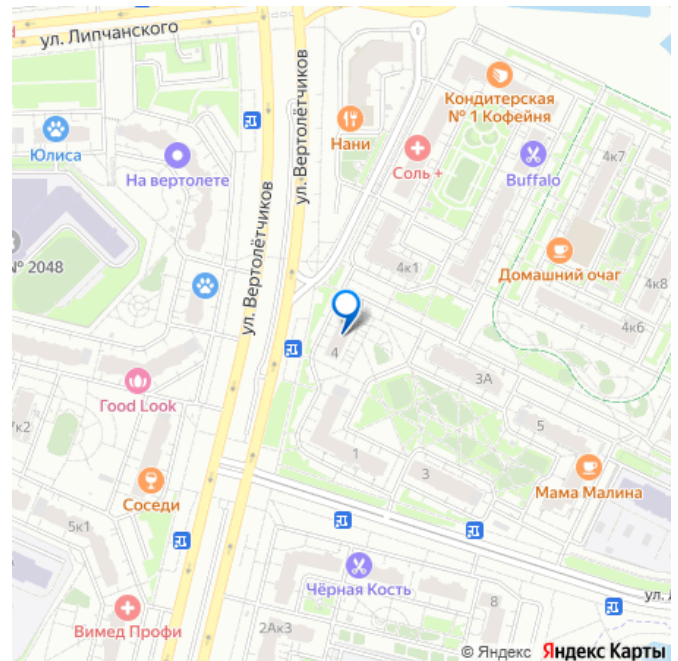 ул. Липчанского
Юлиса
На вертолете
Нани
Кондитерская
№ 1 Кофейня
Соль +
Buffalo
4к7
ул. Вертолётчиков
ул. Вертолётчиков
№ 2048
4к1
Домашний очаг
4к8
4к6
4
3А
Гood Look
5
1
3
Мама Малина
Соседи
5к1
Чёрная Кость
8
ул.
Вимед Профи
2Ак3
© Яндекс Яндекс Карты